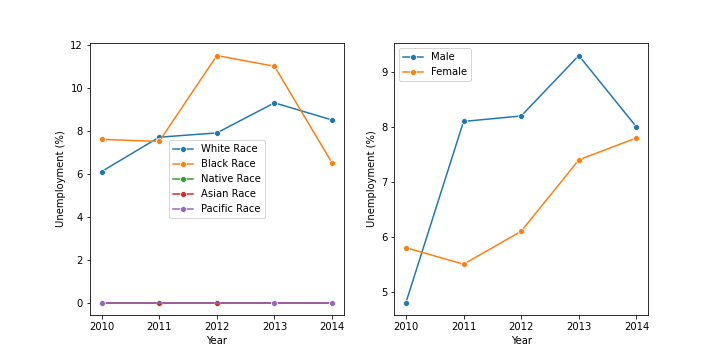 12
10
8
6
4
2
0
Unemployment (%)
White Race
Black Race
Native Race
Asian Race
Pacific Race
2010 2011 2012 2013 2014
Year
9
8
7
6
5
Unemployment (%)
Male
Female
2010 2011 2012 2013 2014
Year